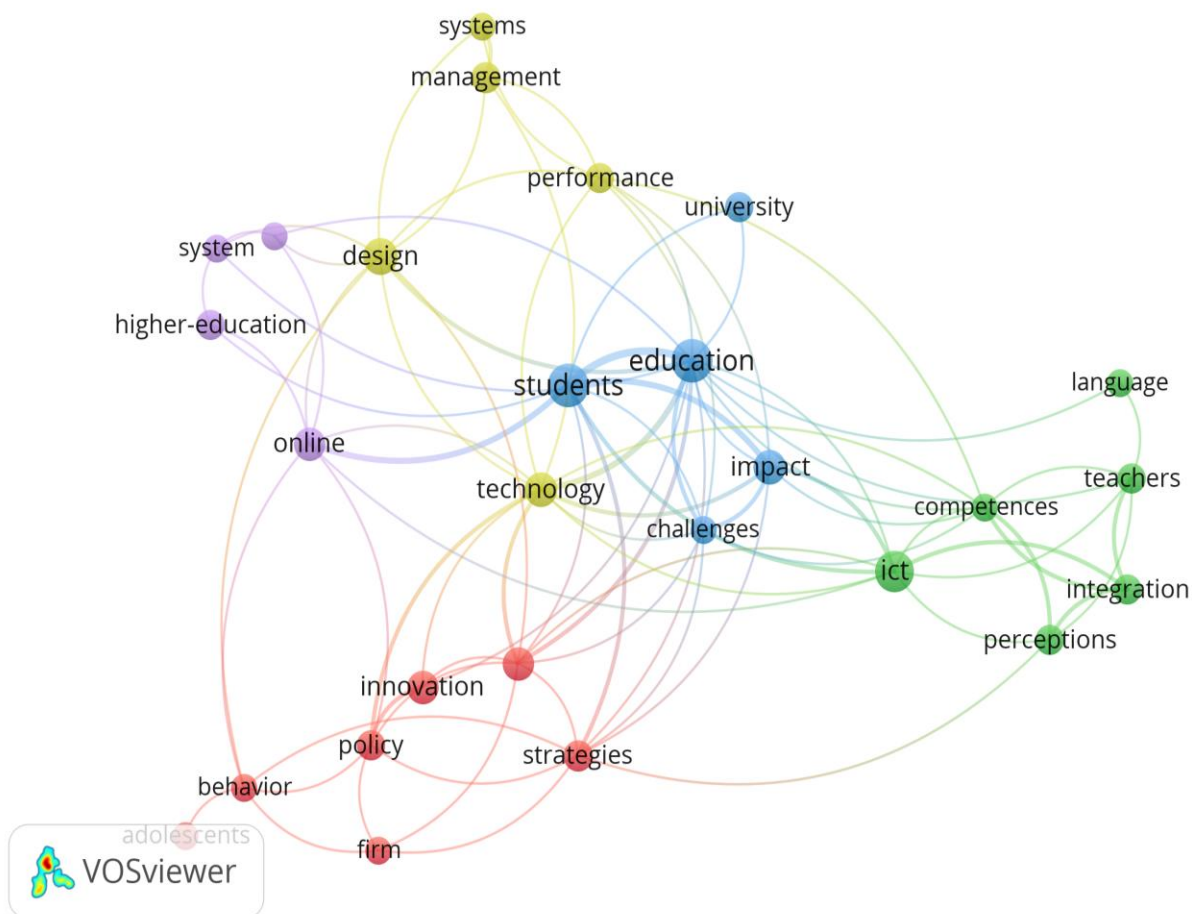 systems
management
performance
university
system
design
higher-education
education
students
language
online
impact
teachers
technology
competences
challenges
ict
integration
perceptions
innovation
policy
strategies
behavior
adolescents
firm
VOSviewer